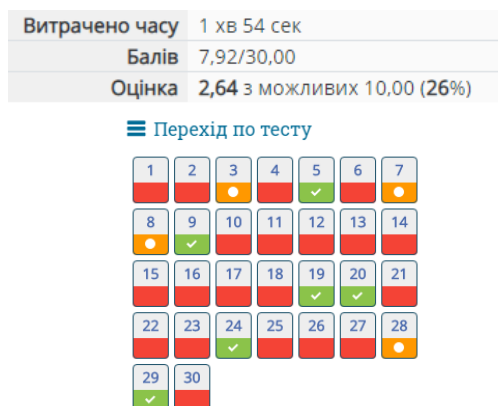 Витрачено часу 1 хв 54 сек
Балів 7,92/30,00
Оцінка 2,64 з можливих 10,00 (26%)
Перехід по тесту
1 2 3 4 5 6 7
8 9 10 11 12 13 14
15 16 17 18 19 20 21
22 23 24 25 26 27 28
29 30